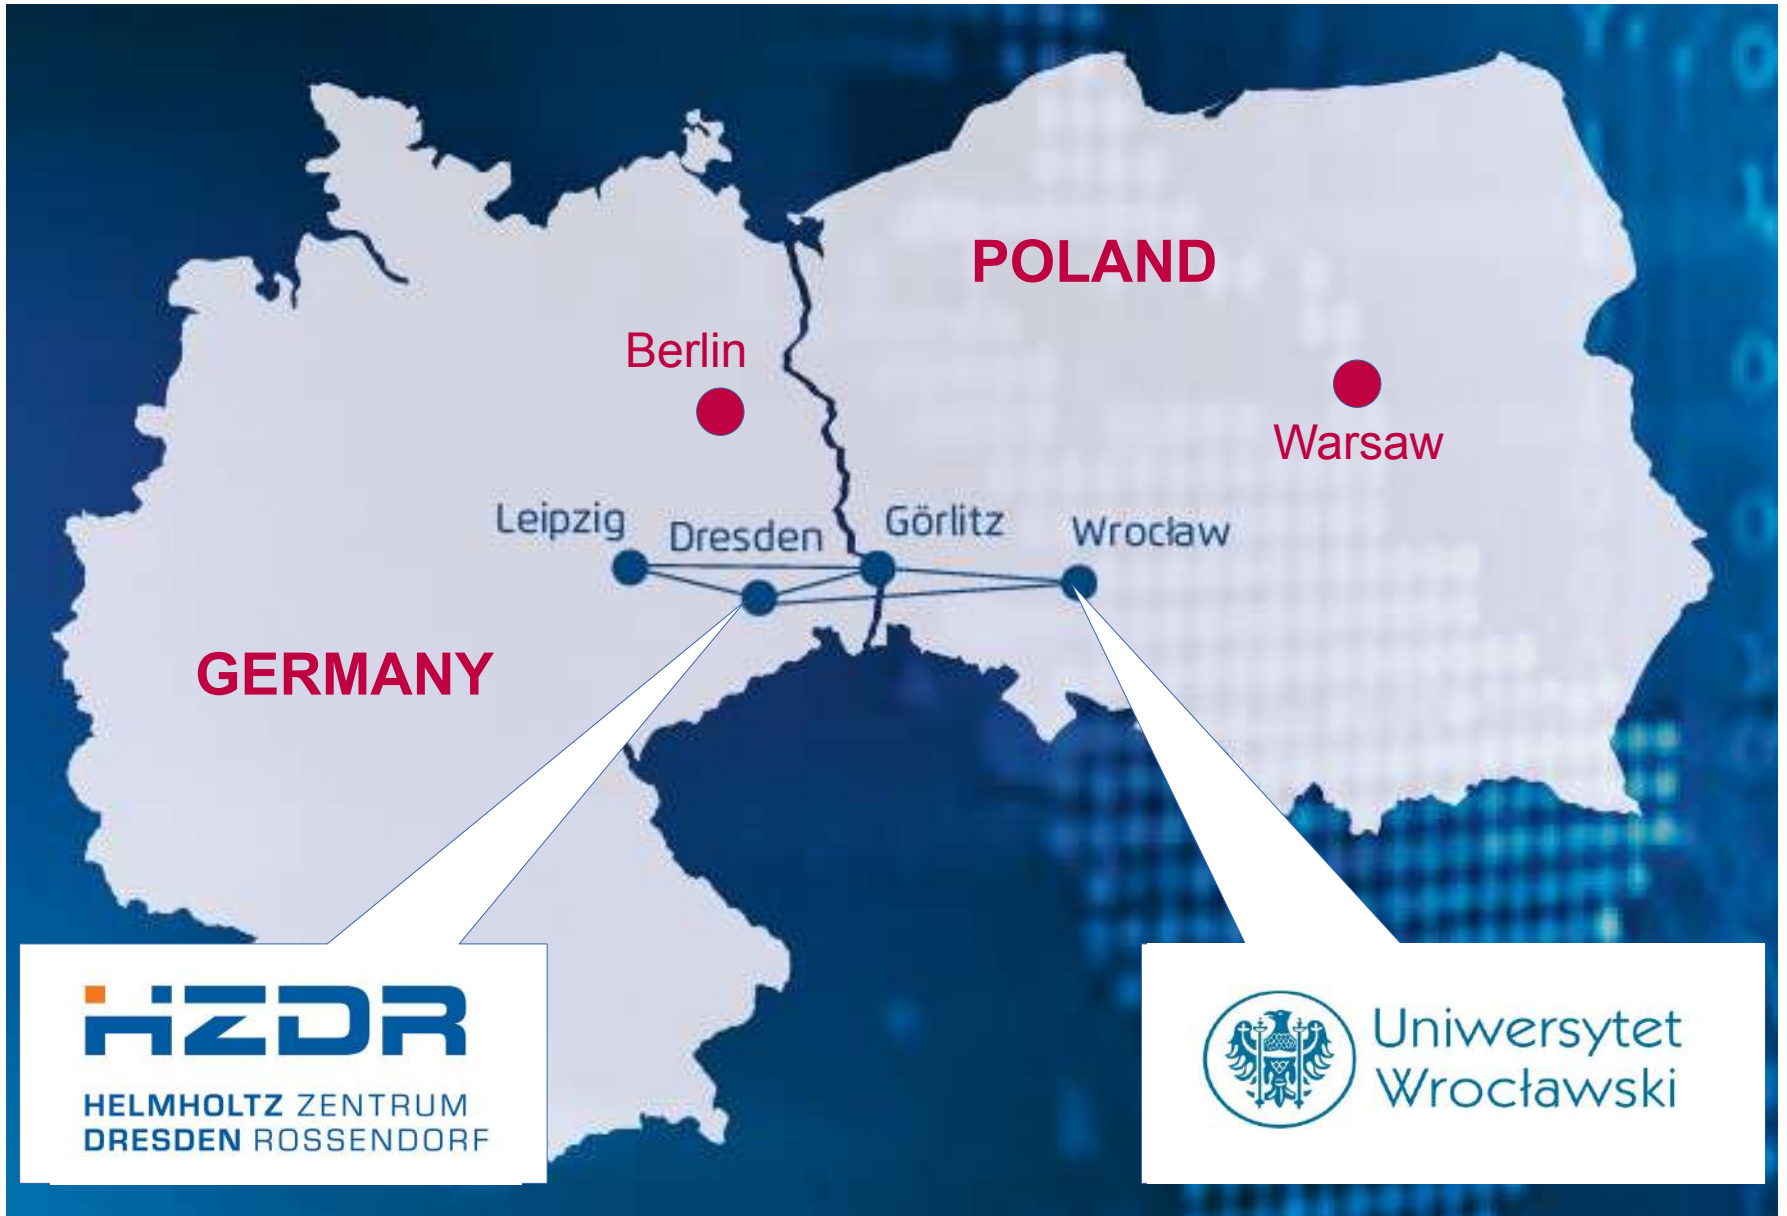 POLAND
Berlin
Warsaw
Leipzig
Dresden
Görlitz
Wrocław
GERMANY
HZDR
HELMHOLTZ ZENTRUM
DRESDEN ROSSENDORF
Uniwersytet
Wrocławski